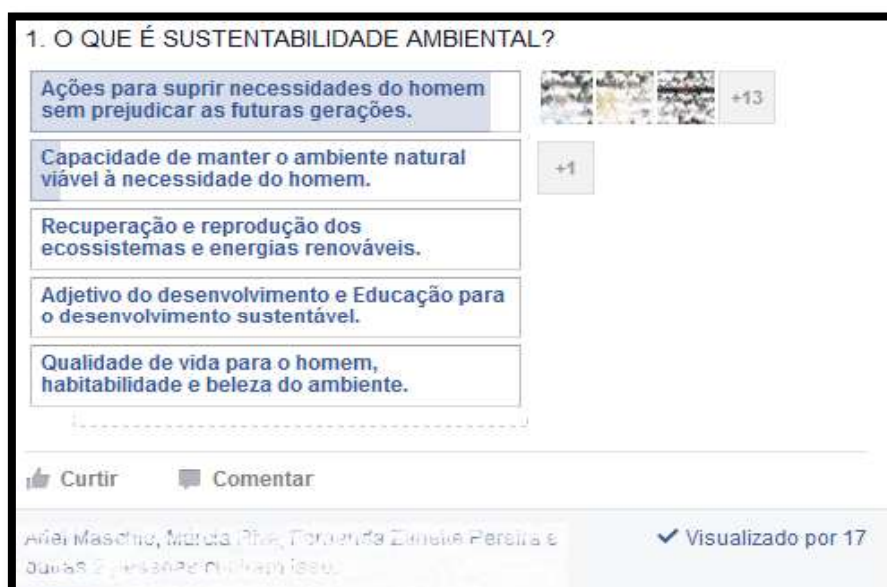 1. O QUE É SUSTENTABILIDADE AMBIENTAL?
Ações para suprir necessidades do homem
sem prejudicar as futuras gerações.
+13
Capacidade de manter o ambiente natural
viável à necessidade do homem.
+1
Recuperação e reprodução dos
ecossistemas e energias renováveis.
Adjetivo do desenvolvimento e Educação para
o desenvolvimento sustentável.
Qualidade de vida para o homem,
habitabilidade e beleza do ambiente.
Curtir Comentar
Pereira e
Visualizado por 17